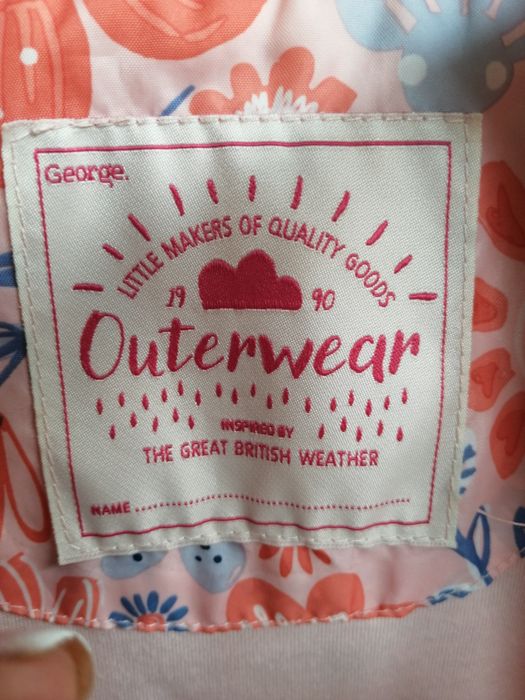 George.
LITTLE MAKERS OF QUALITY GOODS
19 90
Outerwear
INSPIRED BY
THE GREAT BRITISH WEATHER
NAME................................................